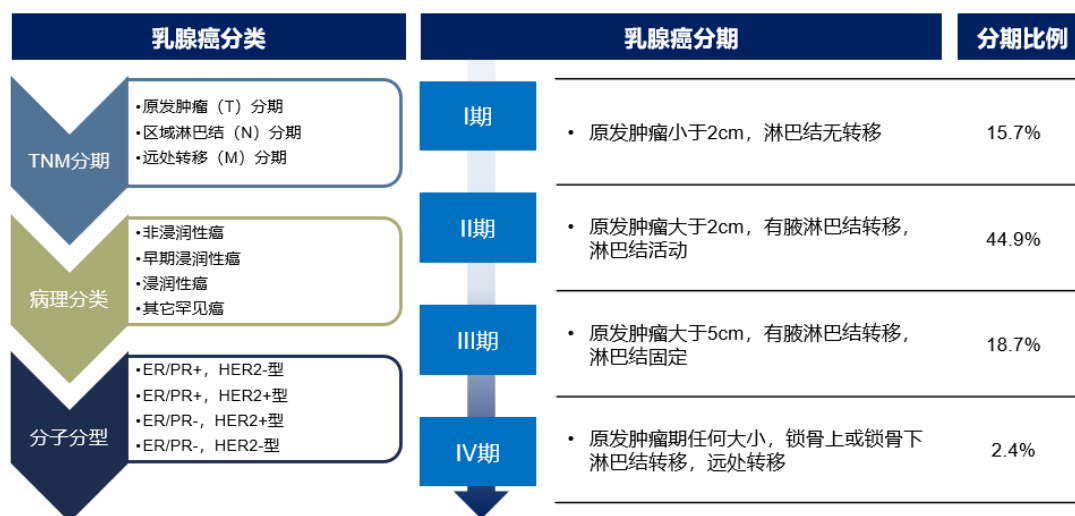 乳腺癌分类
TNM分期
•原发肿瘤（T）分期
•区域淋巴结（N）分期
•远处转移（M）分期
病理分类
•非浸润性癌
•早期浸润性癌
•浸润性癌
•其它罕见癌
分子分型
•ER/PR+，HER2-型
•ER/PR+，HER2+型
•ER/PR-，HER2+型
•ER/PR-，HER2-型
乳腺癌分期
分期比例
I期
• 原发肿瘤小于2cm，淋巴结无转移
15.7%
II期
• 原发肿瘤大于2cm，有腋淋巴结转移，
淋巴结活动
44.9%
III期
• 原发肿瘤大于5cm，有腋淋巴结转移，
淋巴结固定
18.7%
IV期
• 原发肿瘤期任何大小，锁骨上或锁骨下
淋巴结转移，远处转移
2.4%